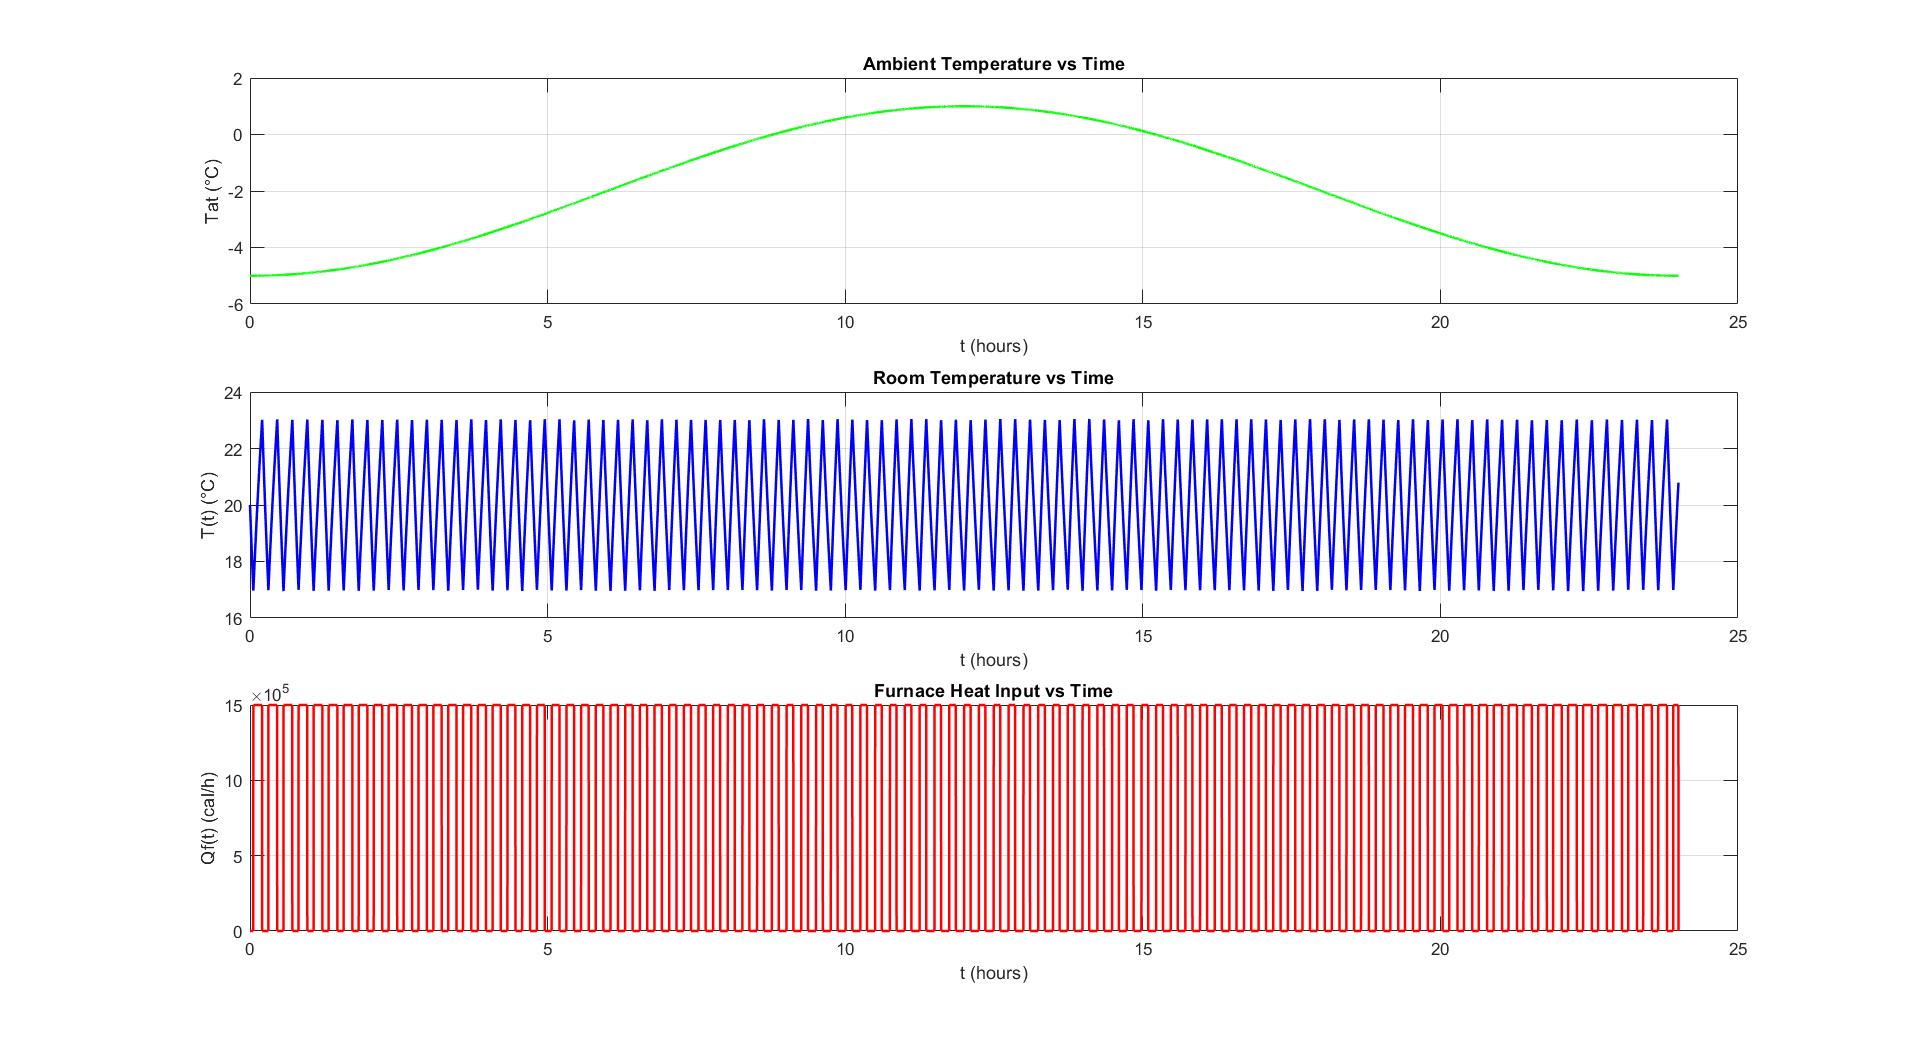 Ambient Temperature vs Time
2
0
-2
-4
-6
Tat (°C)
0 5 10 15 20 25
t (hours)
Room Temperature vs Time
24
22
20
18
16
T(t) (°C)
0 5 10 15 20 25
t (hours)
Furnace Heat Input vs Time
×10⁵
15
10
5
0
Qf(t) (cal/h)
0 5 10 15 20 25
t (hours)